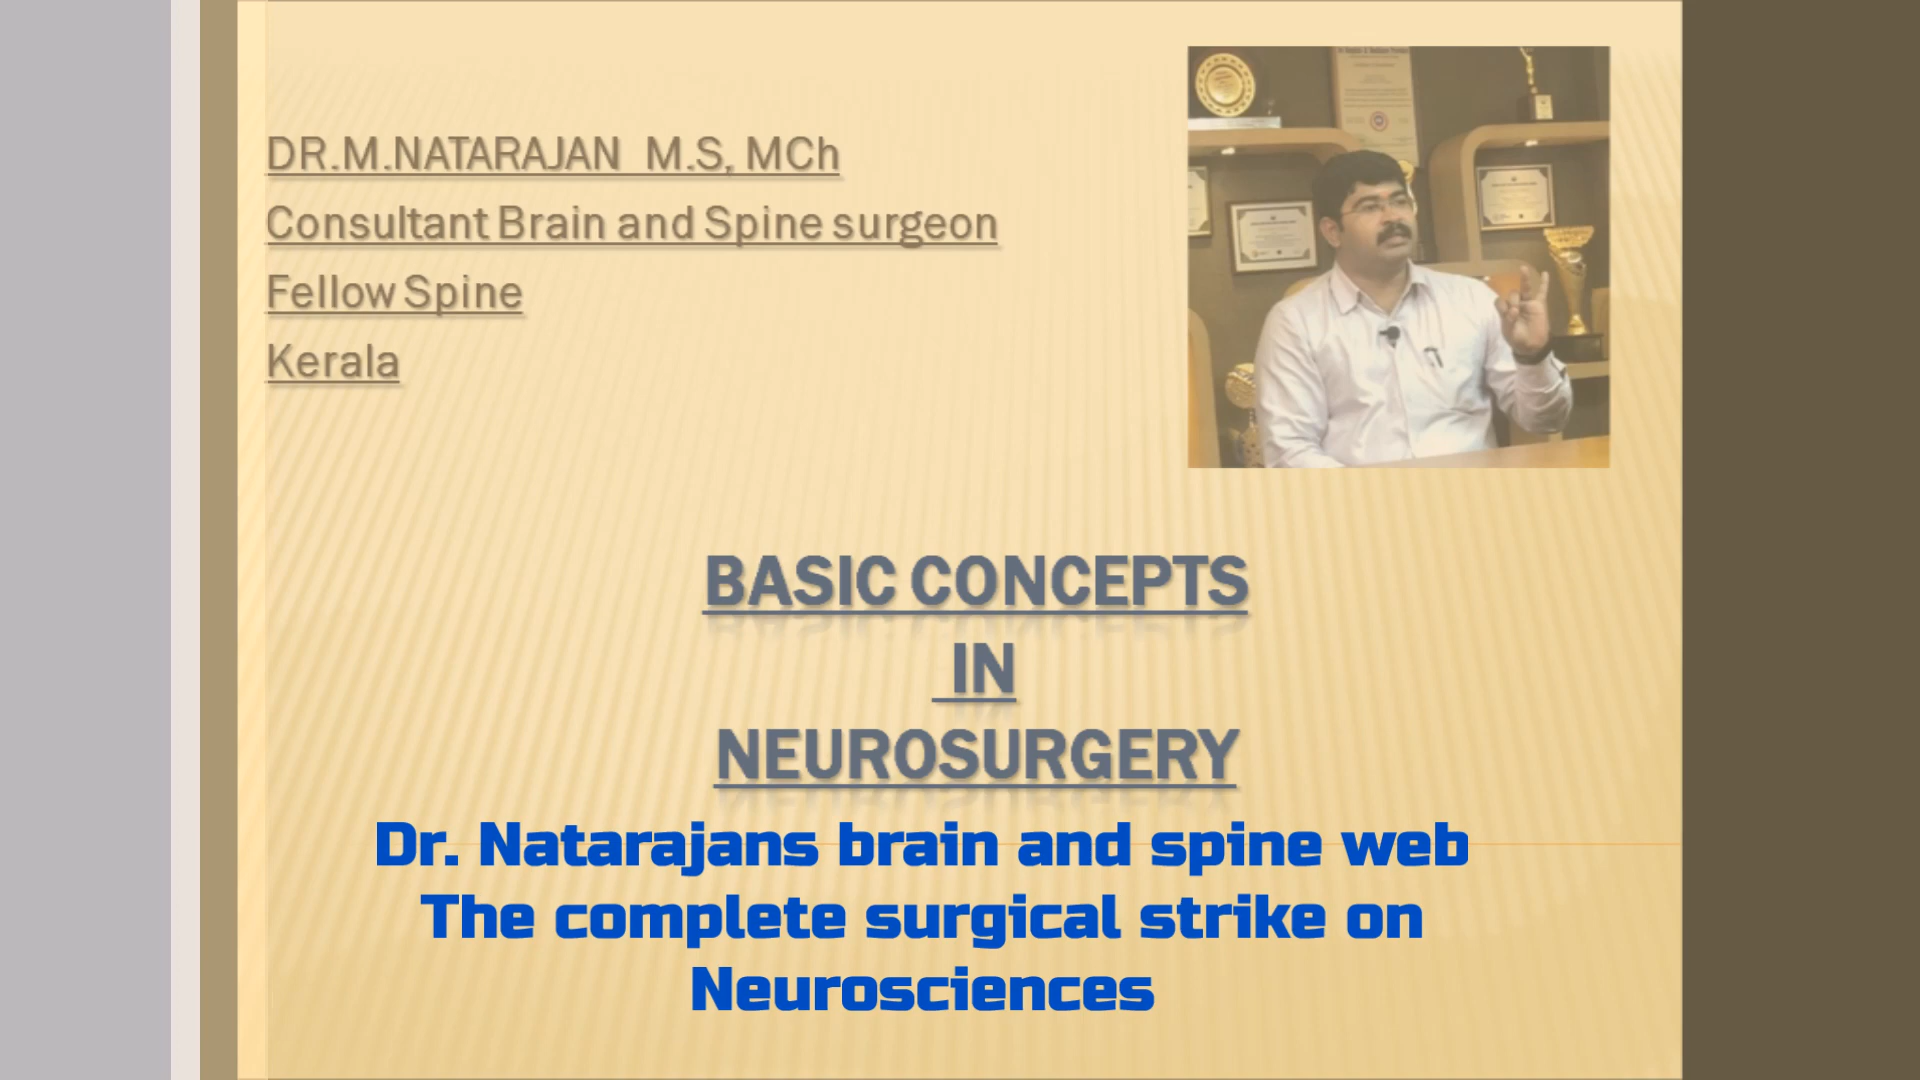 DR.M.NATARAJAN M.S, MCh
Consultant Brain and Spine surgeon
Fellow Spine
Kerala
BASIC CONCEPTS
IN
NEUROSURGERY
Dr. Natarajans brain and spine web
The complete surgical strike on
Neurosciences